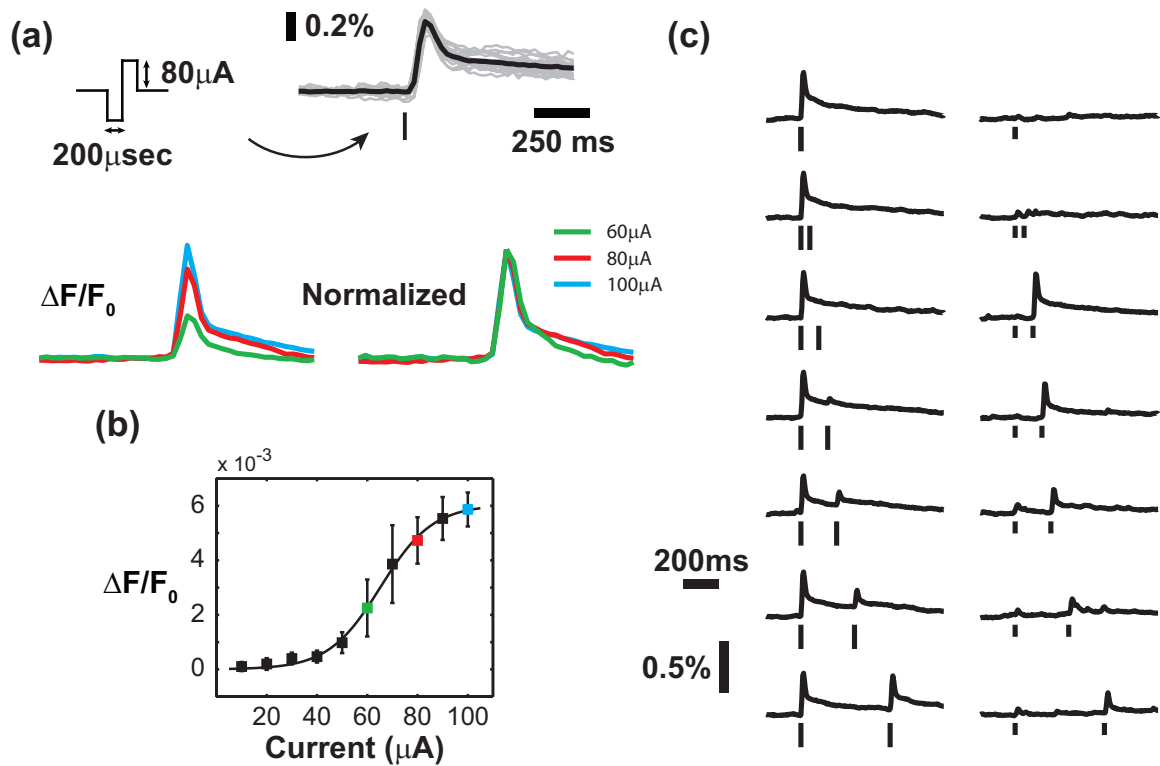 (a)
0.2%
80μA
200μsec
250 ms
ΔF/F0
Normalized
60μA
80μA
100μA
(b)
x 10-3
6
4
2
0
ΔF/F0
20 40 60 80 100
Current (μA)
(c)
200ms
0.5%